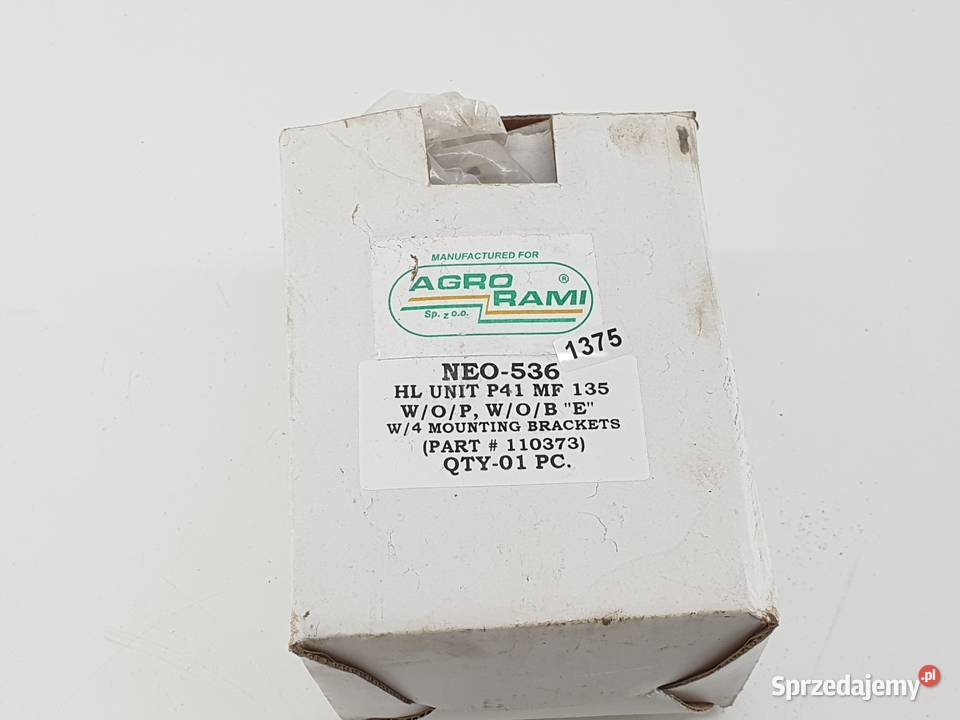 MANUFACTURED FOR
AGRO
RAMI ®
Sp. z o.o.
1375
NEO-536
HL UNIT P41 MF 135
W/O/P, W/O/B "E"
W/4 MOUNTING BRACKETS
(PART # 110373)
QTY-01 PC.
Sprzedajemy.pl